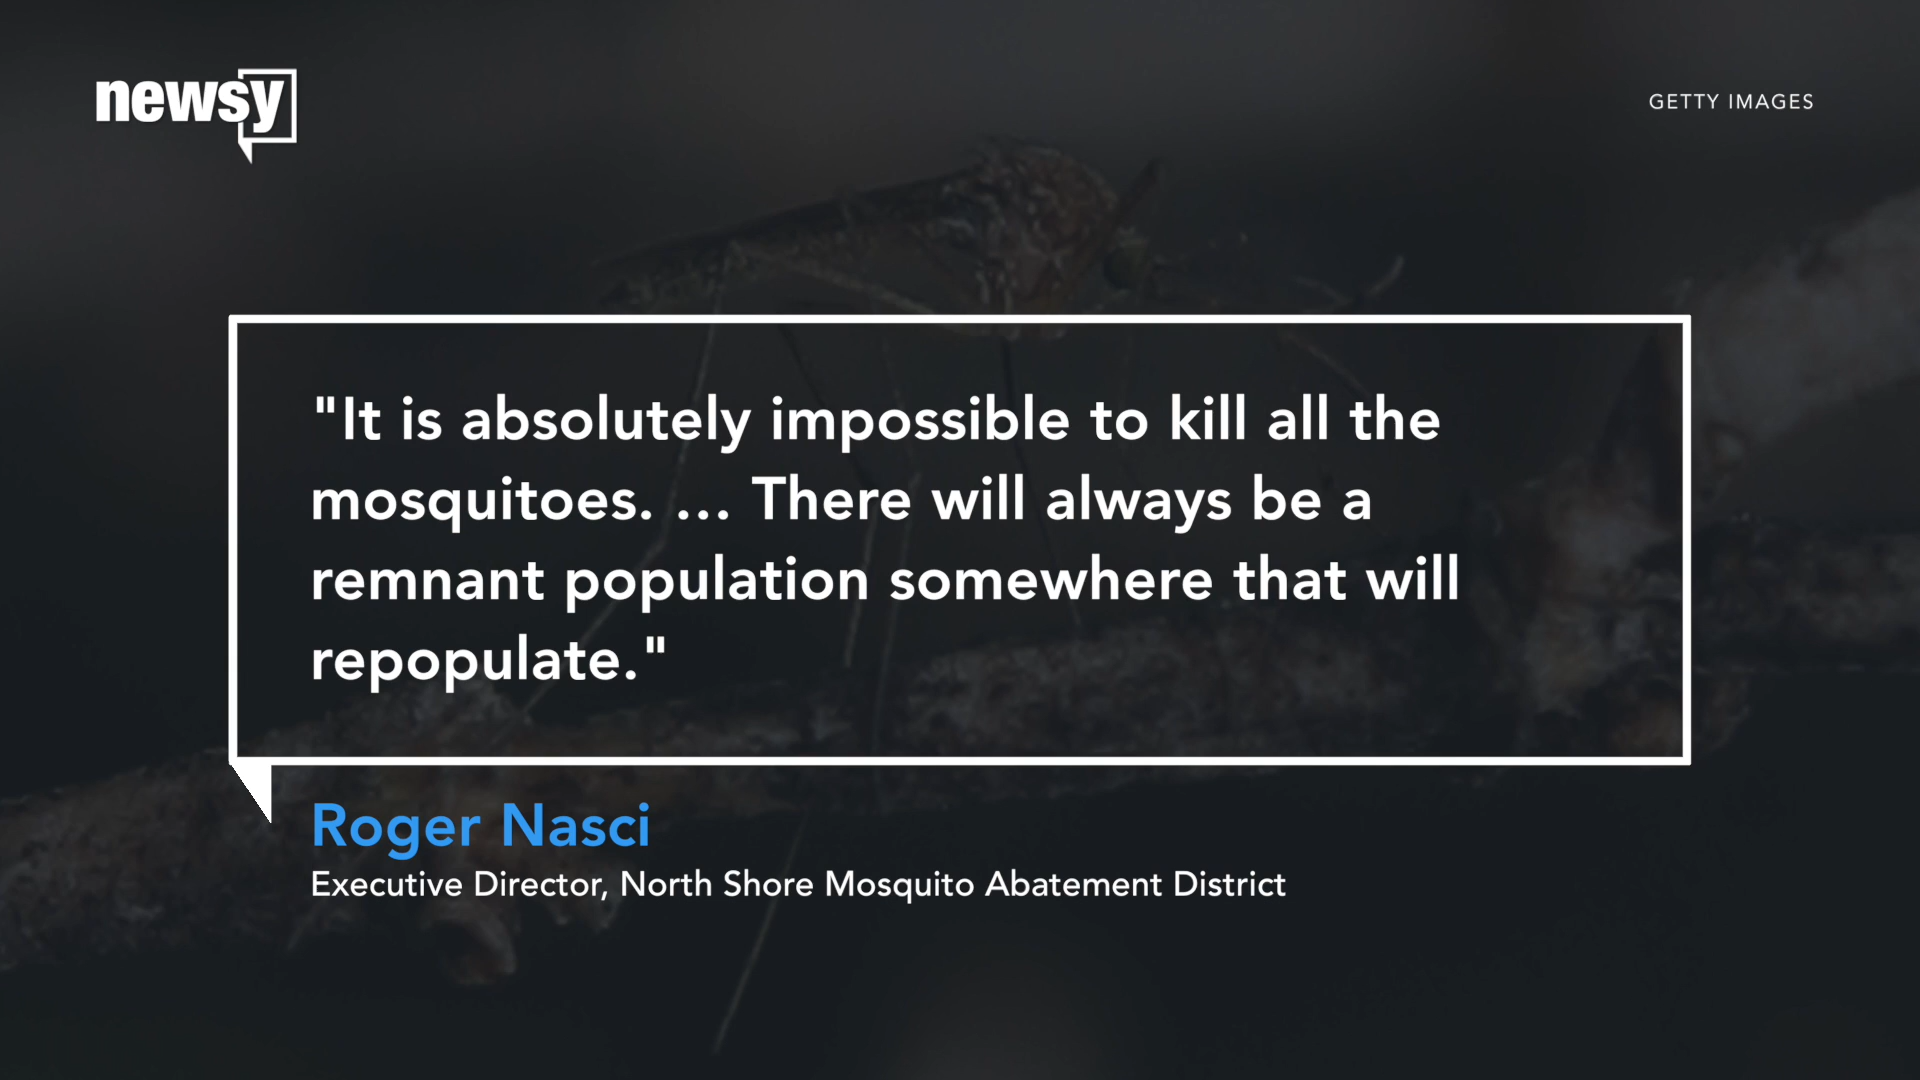 newsy
GETTY IMAGES
"It is absolutely impossible to kill all the
mosquitoes. … There will always be a
remnant population somewhere that will
repopulate."
Roger Nasci
Executive Director, North Shore Mosquito Abatement District